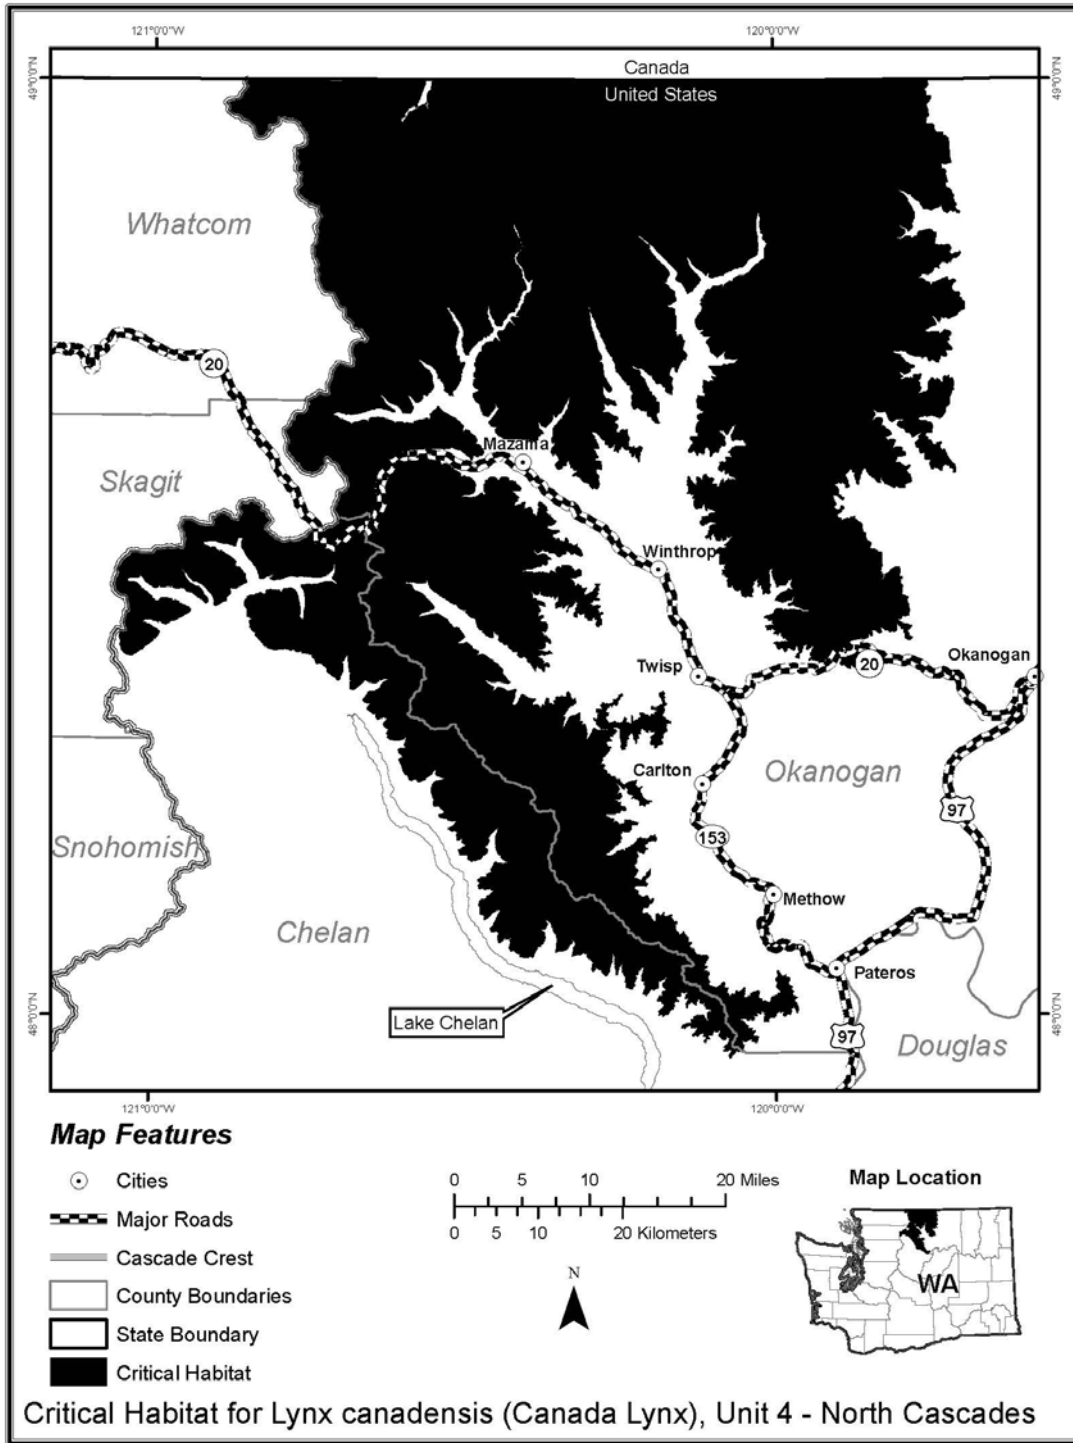 121°0'0"W 120°0'0"W
49°0'0"N 49°0'0"N
Canada
United States
Whatcom
20
Mazama
Skagit
Winthrop
Twisp
20
Okanogan
Carlton
Okanogan
97
153
Snohomish
Methow
Chelan
Pateros
Lake Chelan
48°0'0"N 48°0'0"N
97
Douglas
121°0'0"W 120°0'0"W
Map Features
Cities
Major Roads
Cascade Crest
County Boundaries
State Boundary
Critical Habitat
0 5 10 20 Miles
0 5 10 20 Kilometers
N
Map Location
WA
Critical Habitat for Lynx canadensis (Canada Lynx), Unit 4 - North Cascades